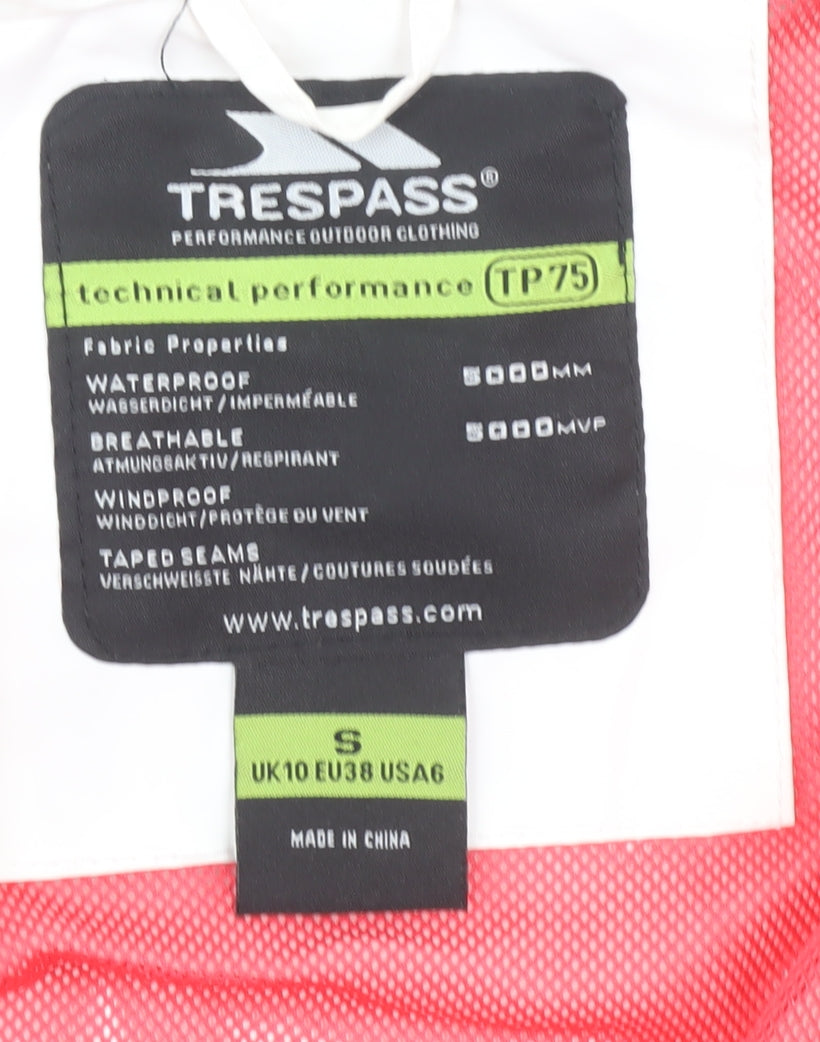 TRESPASS®
PERFORMANCE OUTDOOR CLOTHING
technical performance TP75
Fabric Properties
WATERPROOF 5000MM
WASSERDICHT / IMPERMÉABLE
BREATHABLE 5000MVP
ATMUNGSAKTIV/RESPIRANT
WINDPROOF
WINDDICHT/PROTÈGE DU VENT
TAPED SEAMS
VERSCHWEISSTE NÄHTE / COUTURES SOUDÉES
www.trespass.com
S
UK10 EU38 USA6
MADE IN CHINA